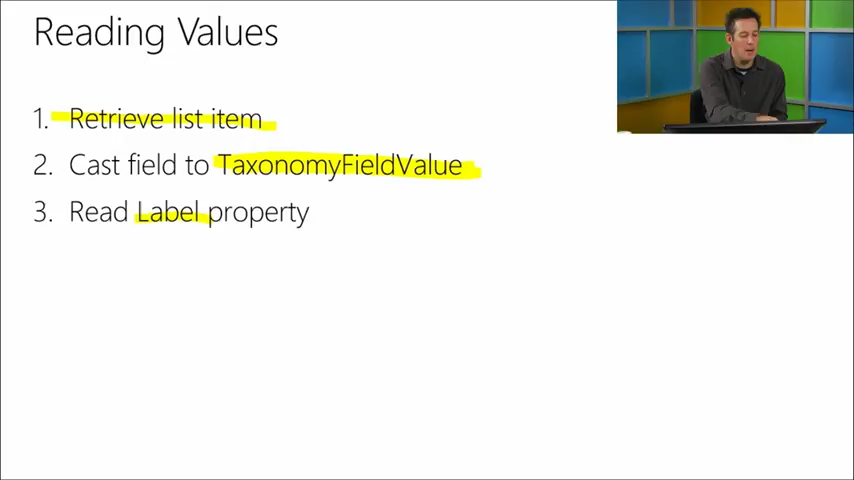 Reading Values
1. Retrieve list item
2. Cast field to TaxonomyFieldValue
3. Read Label property